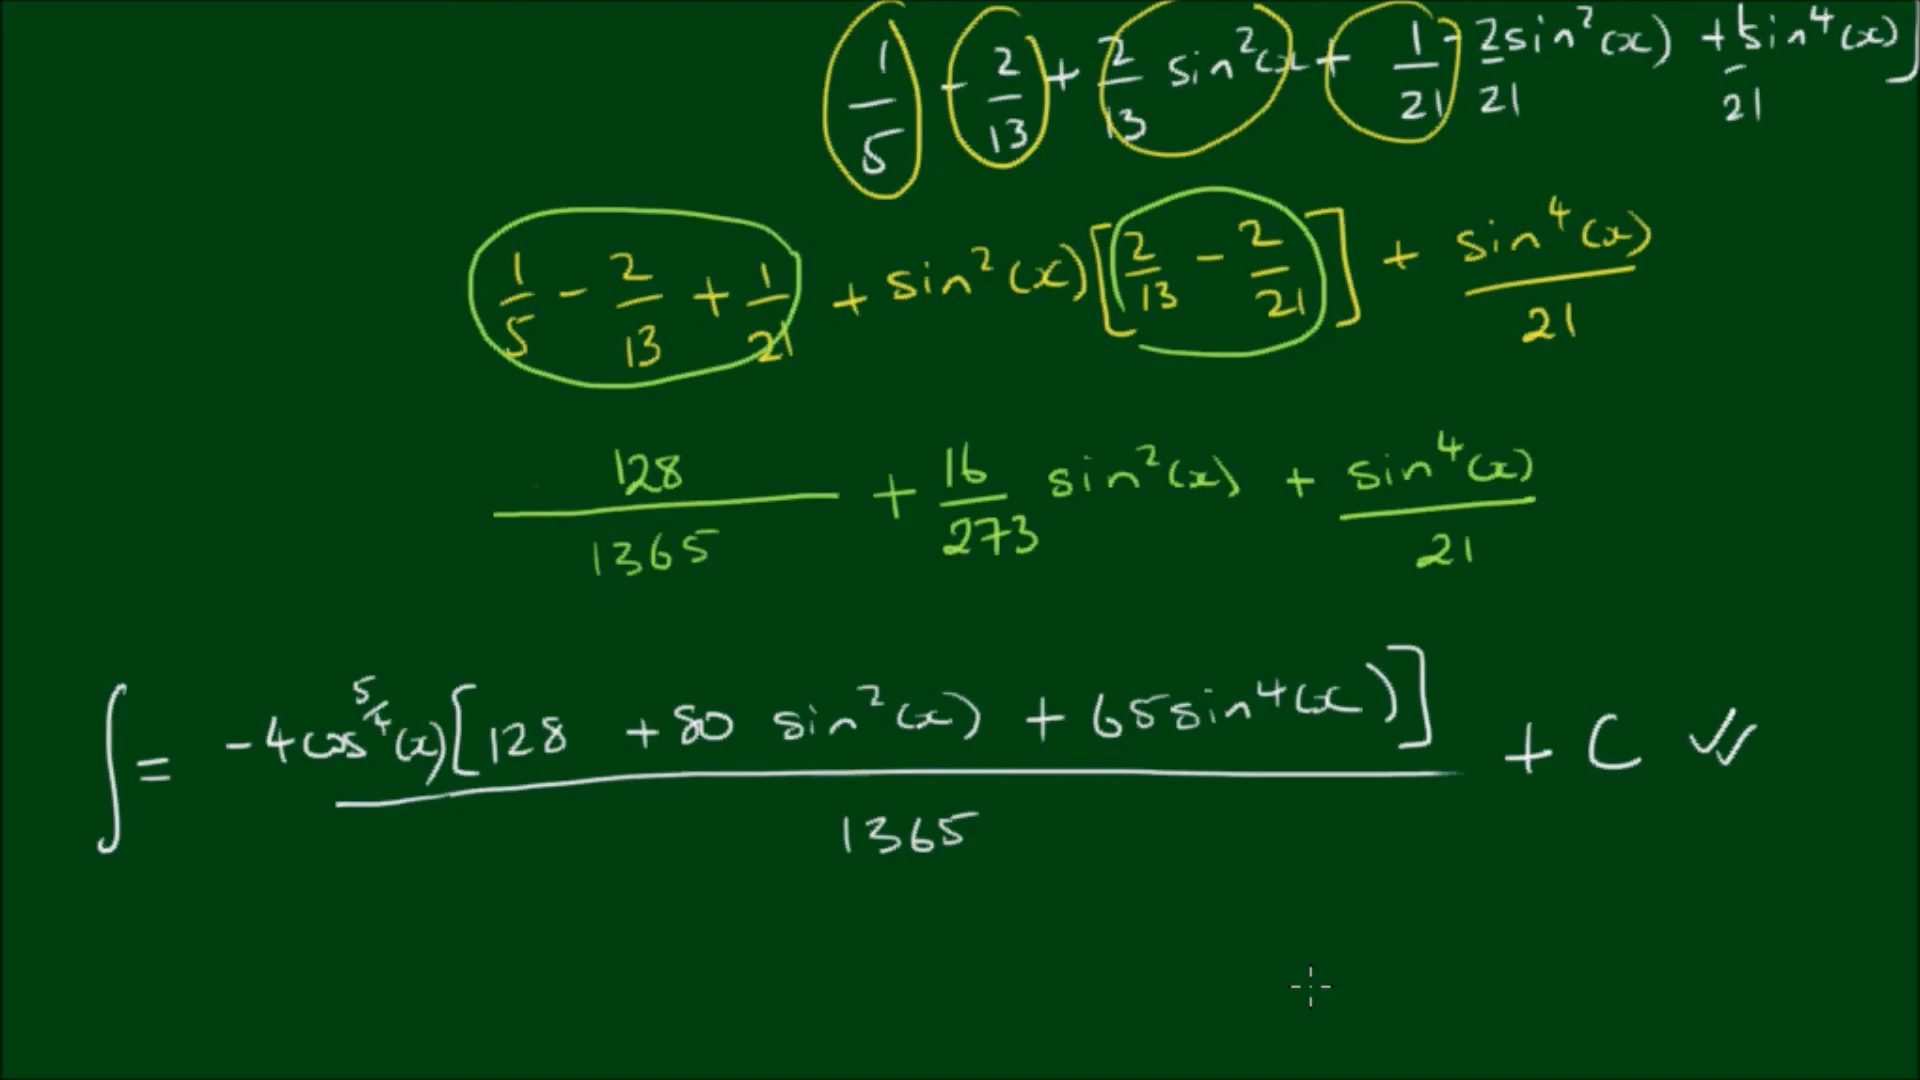 1/5 - 2/13 + 2/13 sin²(x + 1/21 - 2sin²(x)/21 + sin⁴(x)/21]
1/5 - 2/13 + 1/21 + sin²(x)[2/13 - 2/21] + sin⁴(x)/21
128/1365 + 16/273 sin²(x) + sin⁴(x)/21
∫ = -4cos^5/4(x)[128 + 80 sin²(x) + 65sin⁴(x)]/1365 + C